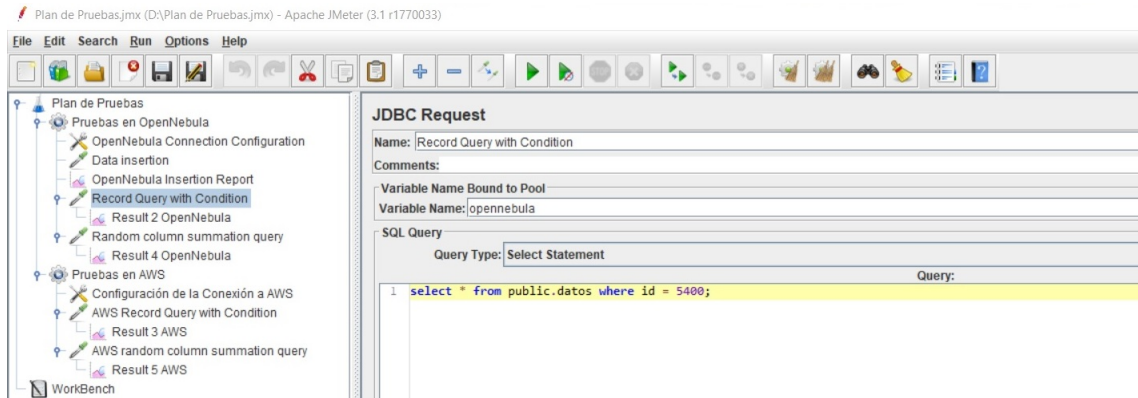 Plan de Pruebas.jmx (D:\Plan de Pruebas.jmx) - Apache JMeter (3.1 r1770033)
File Edit Search Run Options Help
Plan de Pruebas
Pruebas en OpenNebula
OpenNebula Connection Configuration
Data insertion
OpenNebula Insertion Report
Record Query with Condition
Result 2 OpenNebula
Random column summation query
Result 4 OpenNebula
Pruebas en AWS
Configuración de la Conexión a AWS
AWS Record Query with Condition
Result 3 AWS
AWS random column summation query
Result 5 AWS
WorkBench
JDBC Request
Name: Record Query with Condition
Comments:
Variable Name Bound to Pool
Variable Name: opennebula
SQL Query
Query Type: Select Statement
Query:
1 select * from public.datos where id = 5400;